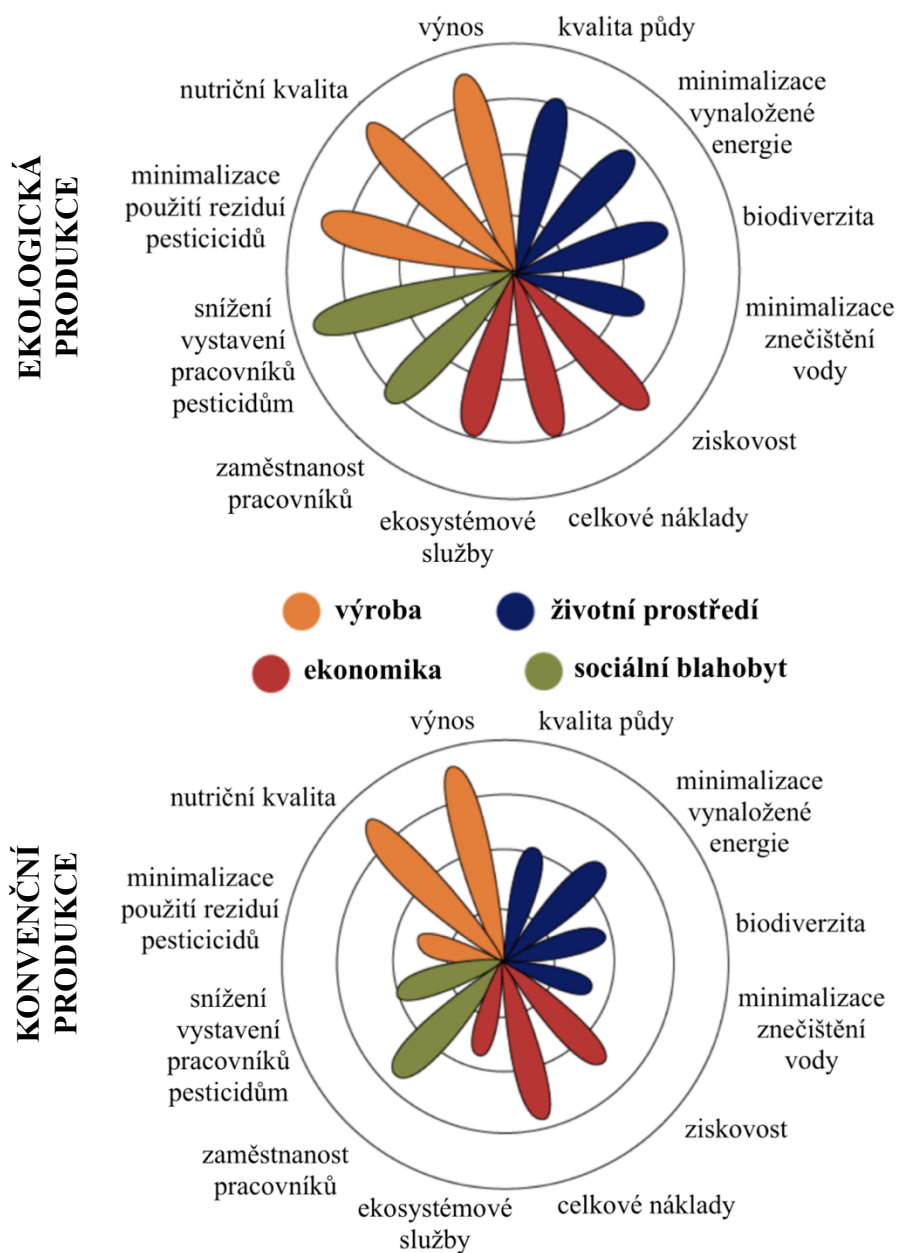 EKOLOGICKÁ
PRODUKCE
výnos
kvalita půdy
minimalizace
vynaložené
energie
biodiverzita
minimalizace
znečištění
vody
ziskovost
celkové náklady
ekosystémové
služby
zaměstnanost
pracovníků
snížení
vystavení
pracovníků
pesticidům
minimalizace
použití reziduí
pesticicidů
nutriční kvalita
výroba
životní prostředí
ekonomika
sociální blahobyt
KONVENČNÍ
PRODUKCE
výnos
kvalita půdy
minimalizace
vynaložené
energie
biodiverzita
minimalizace
znečištění
vody
ziskovost
celkové náklady
ekosystémové
služby
zaměstnanost
pracovníků
snížení
vystavení
pracovníků
pesticidům
minimalizace
použití reziduí
pesticicidů
nutriční kvalita